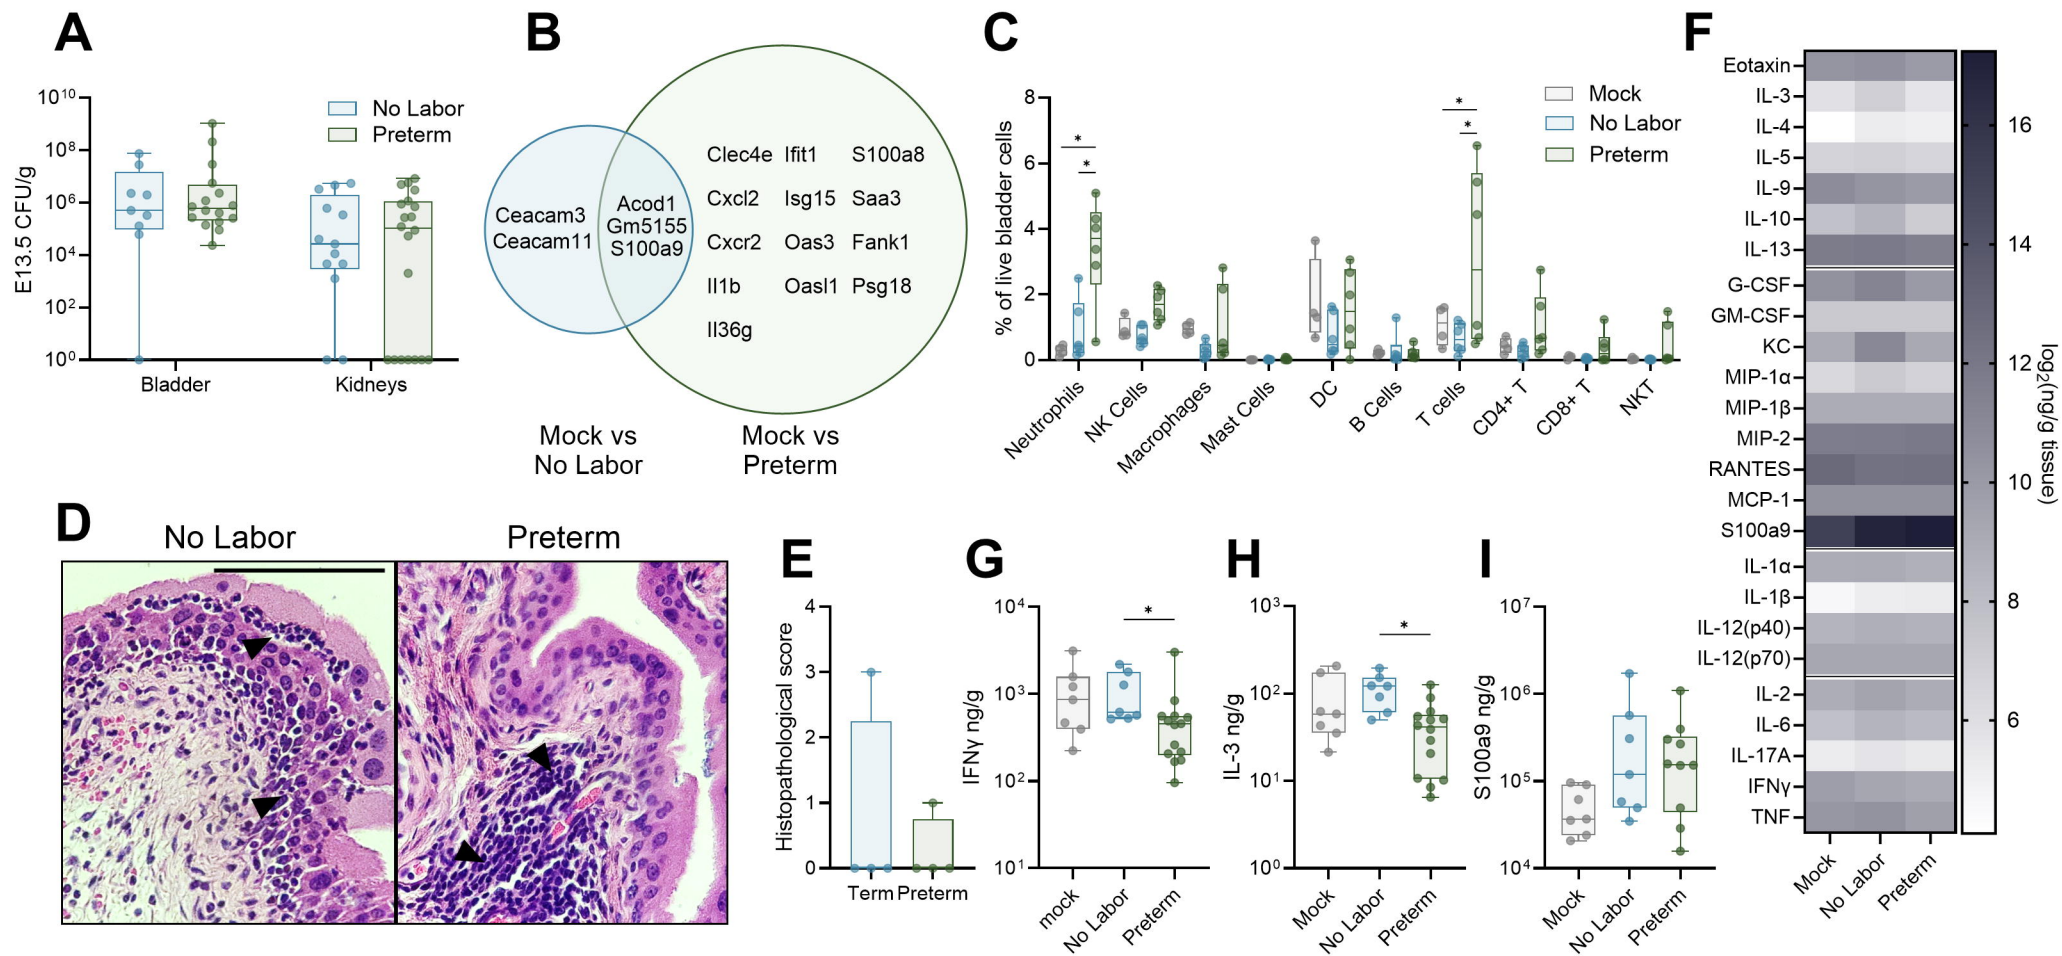 A
E13.5 CFU/g
10^10
10^8
10^6
10^4
10^2
10^0
No Labor
Preterm
Bladder
Kidneys
B
Ceacam3
Ceacam11
Acod1
Gm5155
S100a9
Clec4e Ifit1 S100a8
Cxcl2 Isg15 Saa3
Cxcr2 Oas3 Fank1
Il1b Oasl1 Psg18
Il36g
Mock vs
No Labor
Mock vs
Preterm
C
% of live bladder cells
8
6
4
2
0
* * * *
Mock
No Labor
Preterm
Neutrophils
NK Cells
Macrophages
Mast Cells
DC
B Cells
T cells
CD4+ T
CD8+ T
NKT
D
No Labor
Preterm
E
Histopathological score
4
3
2
1
0
Term Preterm
F
Eotaxin
IL-3
IL-4
IL-5
IL-9
IL-10
IL-13
G-CSF
GM-CSF
KC
MIP-1α
MIP-1β
MIP-2
RANTES
MCP-1
S100a9
IL-1α
IL-1β
IL-12(p40)
IL-12(p70)
IL-2
IL-6
IL-17A
IFNγ
TNF
Mock
No Labor
Preterm
16
14
12
10
8
6
log2(ng/g tissue)
G
IFNγ ng/g
10^4
10^3
10^2
10^1
*
mock
No Labor
Preterm
H
IL-3 ng/g
10^3
10^2
10^1
10^0
*
Mock
No Labor
Preterm
I
S100a9 ng/g
10^7
10^6
10^5
10^4
Mock
No Labor
Preterm